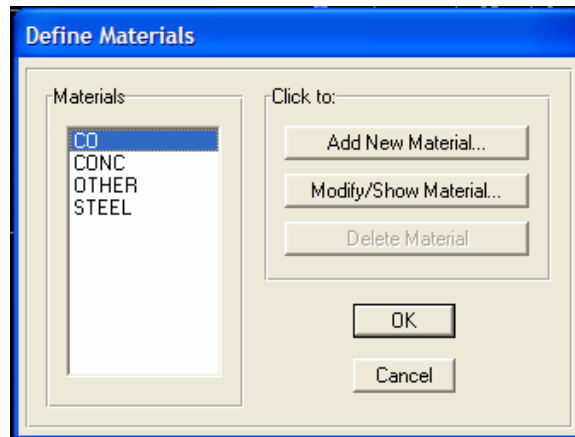 Define Materials
Materials
CO
CONC
OTHER
STEEL
Click to:
Add New Material...
Modify/Show Material...
Delete Material
OK
Cancel